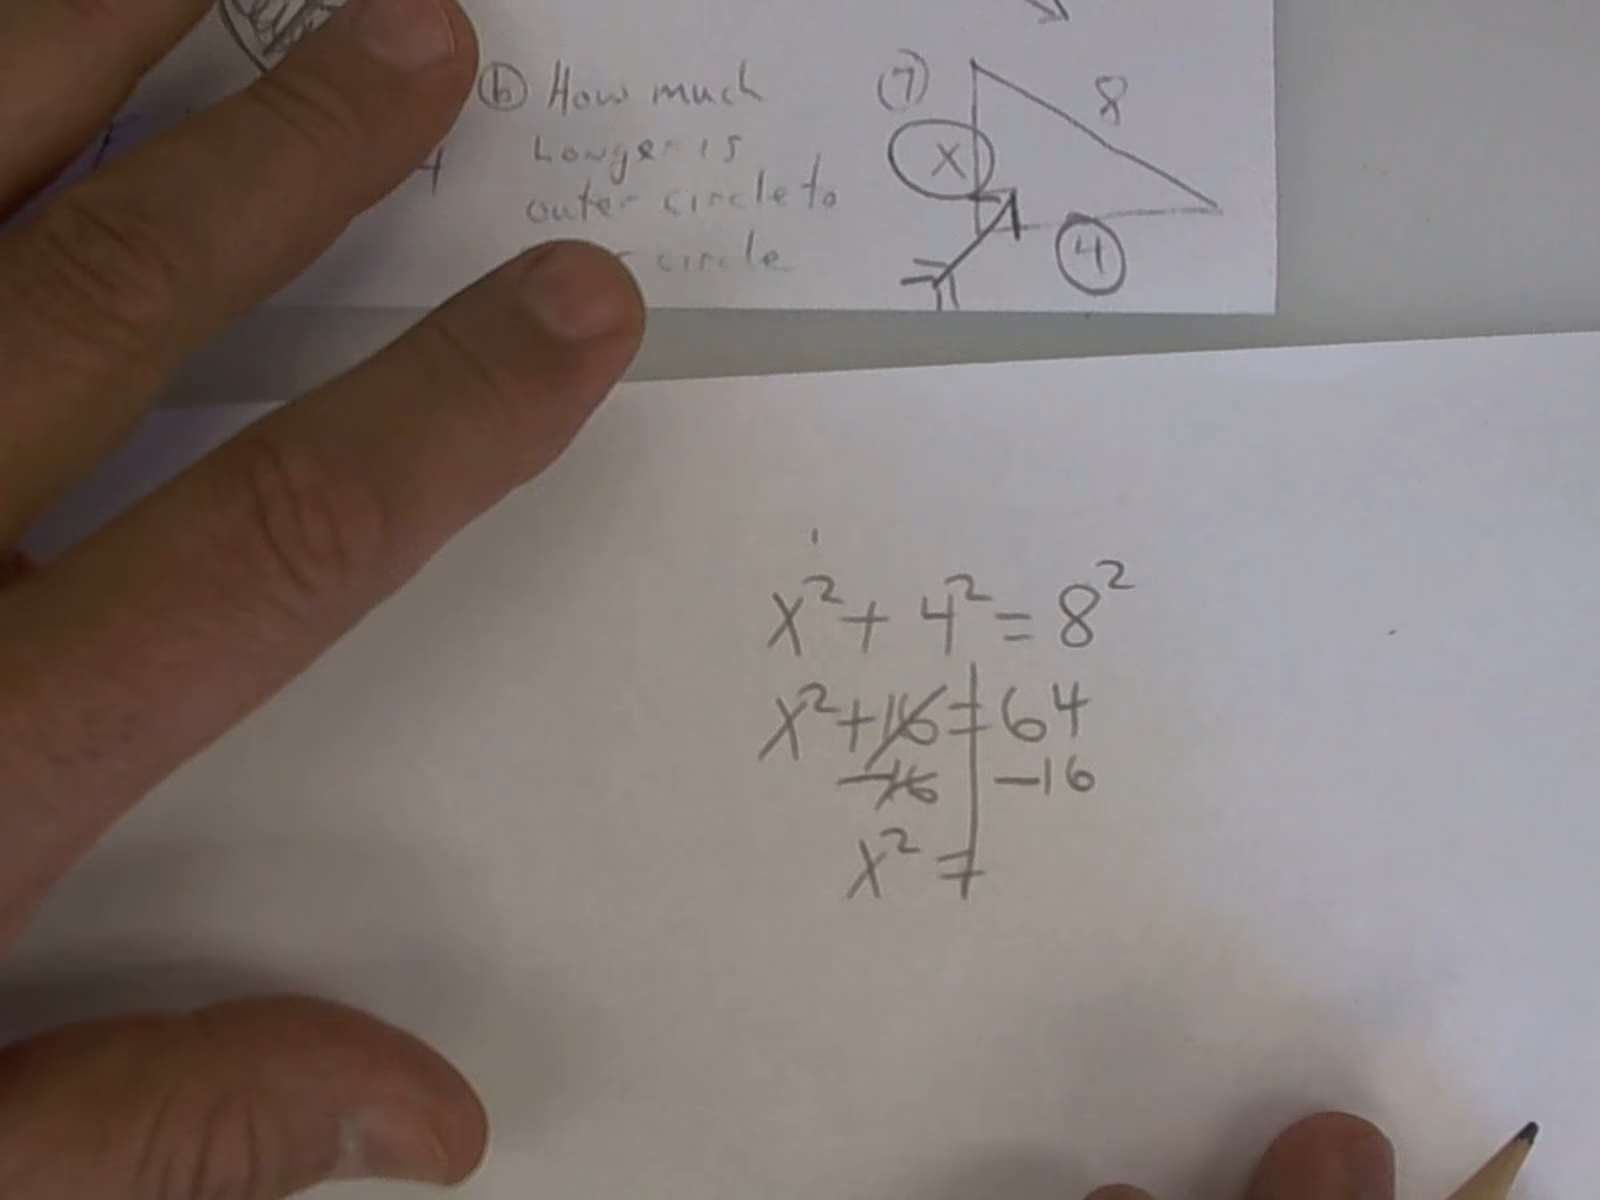 4
(b) How much
Longer is
outer circle to
circle
(7)
8
X
4
x² + 4² = 8²
x² + 16 = 64
-16 -16
x² =